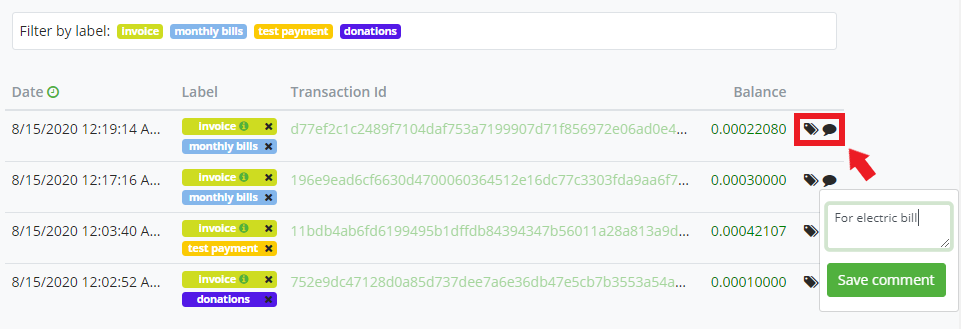 Filter by label: invoice monthly bills test payment donations
Date Label Transaction Id Balance
8/15/2020 12:19:14 A... invoice d77ef2c1c2489f7104daf753a7199907d71f856972e06ad0e4... 0.00022080
monthly bills
8/15/2020 12:17:16 A... invoice 196e9ead6cf6630d4700060364512e16dc77c3303fda9aa6f7... 0.00030000
monthly bills
For electric bill
8/15/2020 12:03:40 A... invoice 11bdb4ab6fd6199495b1dffdb84394347b56011a28a813a9d... 0.00042107
test payment
8/15/2020 12:02:52 A... invoice 752e9dc47128d0a85d737dee7a6e36db47e5cb7b3553a54a... 0.00010000
donations
Save comment